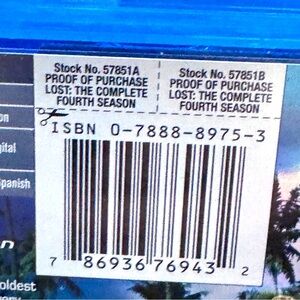 Stock No. 57851A
PROOF OF PURCHASE
LOST: THE COMPLETE
FOURTH SEASON
Stock No. 57851B
PROOF OF PURCHASE
LOST: THE COMPLETE
FOURTH SEASON
ISBN 0-7888-8975-3
on
gital
panish
7 86936 76943 2
n
oldest